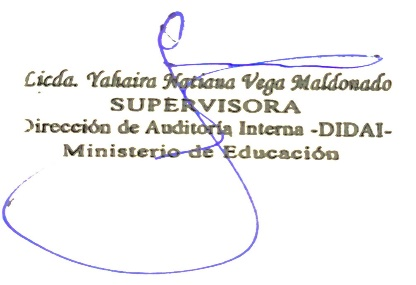 Licda. Yahaira Natiana Vega Maldonado
SUPERVISORA
Dirección de Auditoría Interna -DIDAI-
Ministerio de Educación